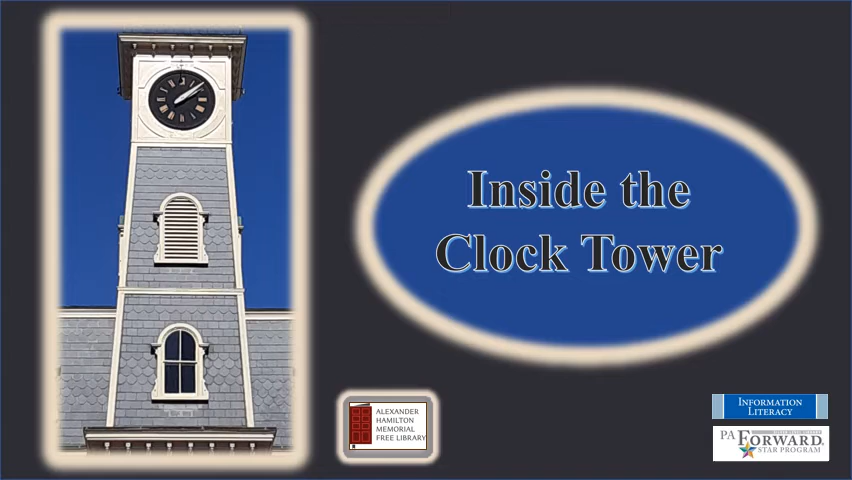 Inside the
Clock Tower
ALEXANDER
HAMILTON
MEMORIAL
FREE LIBRARY
INFORMATION
LITERACY
PA FORWARD
STAR PROGRAM